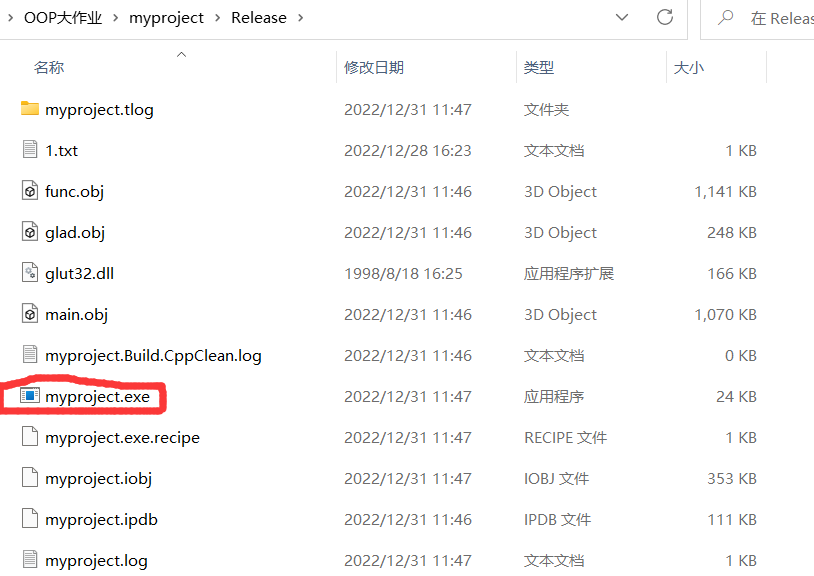 OOP大作业 myproject Release 在 Releas
名称 修改日期 类型 大小
myproject.tlog 2022/12/31 11:47 文件夹
1.txt 2022/12/28 16:23 文本文档 1 KB
func.obj 2022/12/31 11:46 3D Object 1,141 KB
glad.obj 2022/12/31 11:46 3D Object 248 KB
glut32.dll 1998/8/18 16:25 应用程序扩展 166 KB
main.obj 2022/12/31 11:46 3D Object 1,070 KB
myproject.Build.CppClean.log 2022/12/31 11:46 文本文档 0 KB
myproject.exe 2022/12/31 11:47 应用程序 24 KB
myproject.exe.recipe 2022/12/31 11:47 RECIPE 文件 1 KB
myproject.iobj 2022/12/31 11:47 IOBJ 文件 353 KB
myproject.ipdb 2022/12/31 11:46 IPDB 文件 111 KB
myproject.log 2022/12/31 11:47 文本文档 1 KB